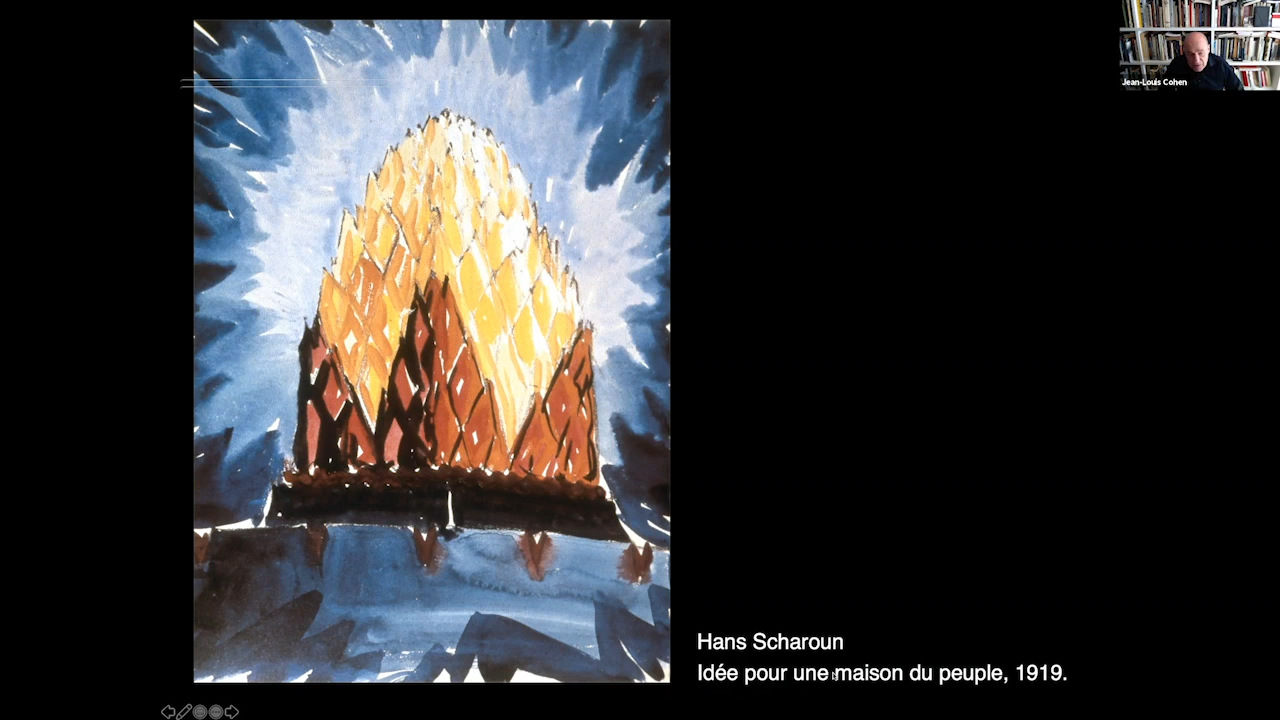 Jean-Louis Cohen
Hans Scharoun
Idée pour une maison du peuple, 1919.